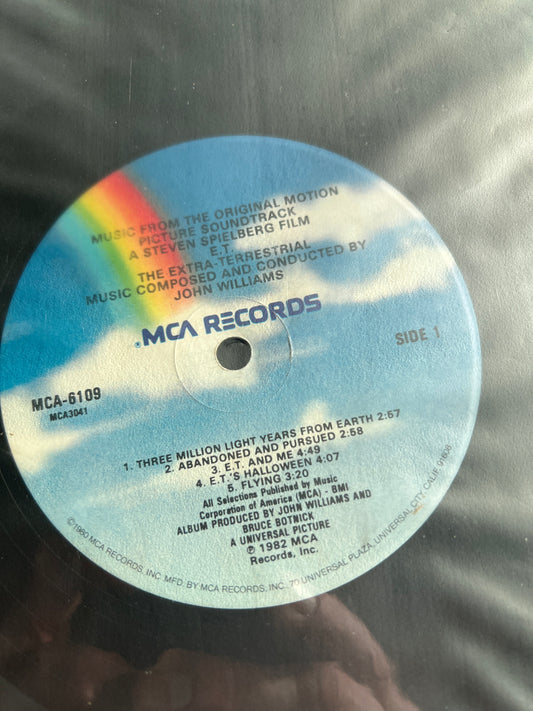 MUSIC FROM THE ORIGINAL MOTION
PICTURE SOUNDTRACK
A STEVEN SPIELBERG FILM
E.T.
THE EXTRA-TERRESTRIAL
MUSIC COMPOSED AND CONDUCTED BY
JOHN WILLIAMS
MCA RECORDS
SIDE 1
MCA-6109
MCA3041
1. THREE MILLION LIGHT YEARS FROM EARTH 2:57
2. ABANDONED AND PURSUED 2:58
3. E.T. AND ME 4:49
4. E.T.'S HALLOWEEN 4:07
5. FLYING 3:20
All Selections Published by Music
Corporation of America (MCA) - BMI
ALBUM PRODUCED BY JOHN WILLIAMS AND
BRUCE BOTNICK
A UNIVERSAL PICTURE
℗ 1982 MCA
Records, Inc.
©1980 MCA RECORDS, INC. MFD. BY MCA RECORDS, INC., 70 UNIVERSAL PLAZA, UNIVERSAL CITY, CALIF. 91608